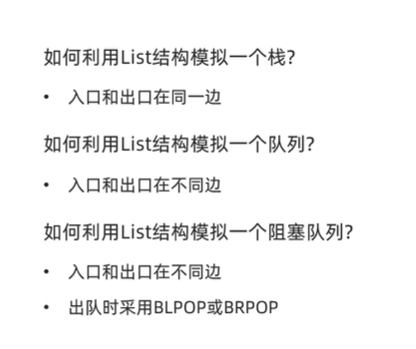 如何利用List结构模拟一个栈?
• 入口和出口在同一边
如何利用List结构模拟一个队列?
• 入口和出口在不同边
如何利用List结构模拟一个阻塞队列?
• 入口和出口在不同边
• 出队时采用BLPOP或BRPOP